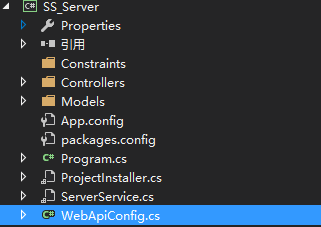 SS_Server
Properties
引用
Constraints
Controllers
Models
App.config
packages.config
Program.cs
ProjectInstaller.cs
ServerService.cs
WebApiConfig.cs